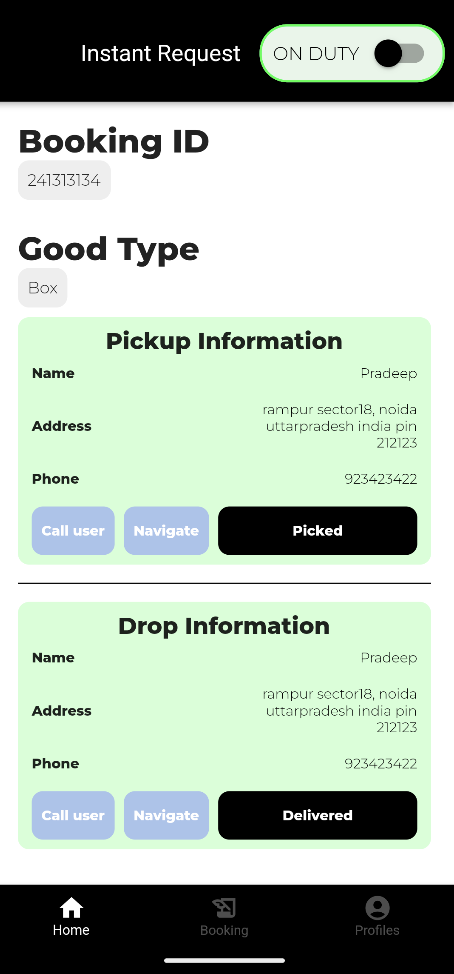 Instant Request
ON DUTY
Booking ID
241313134
Good Type
Box
Pickup Information
Name
Pradeep
Address
rampur sector18, noida
uttarpradesh india pin
212123
Phone
923423422
Call user
Navigate
Picked
Drop Information
Name
Pradeep
Address
rampur sector18, noida
uttarpradesh india pin
212123
Phone
923423422
Call user
Navigate
Delivered
Home
Booking
Profiles